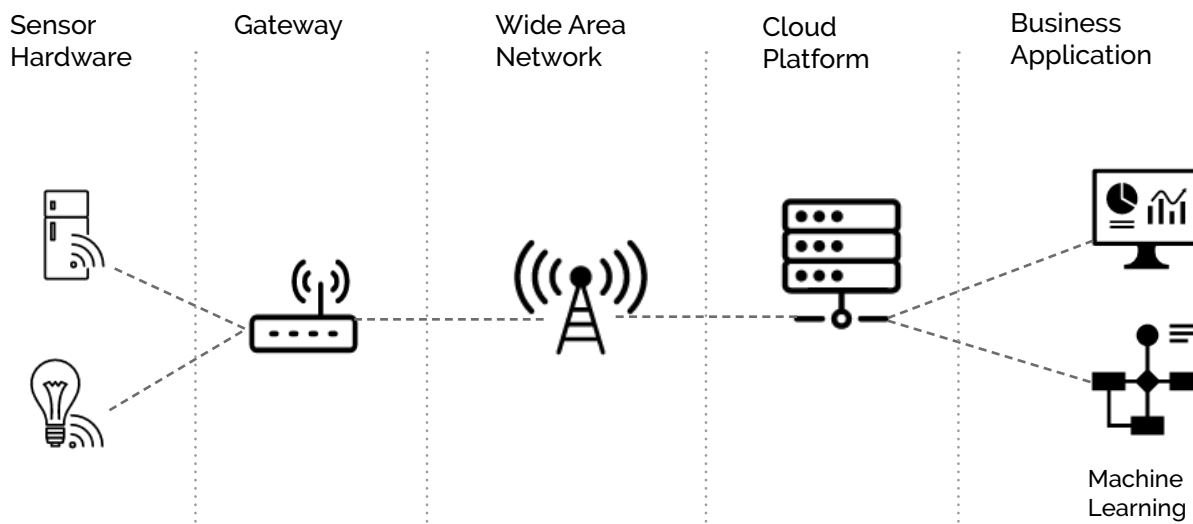 Sensor
Hardware
Gateway
Wide Area
Network
Cloud
Platform
Business
Application
Machine
Learning